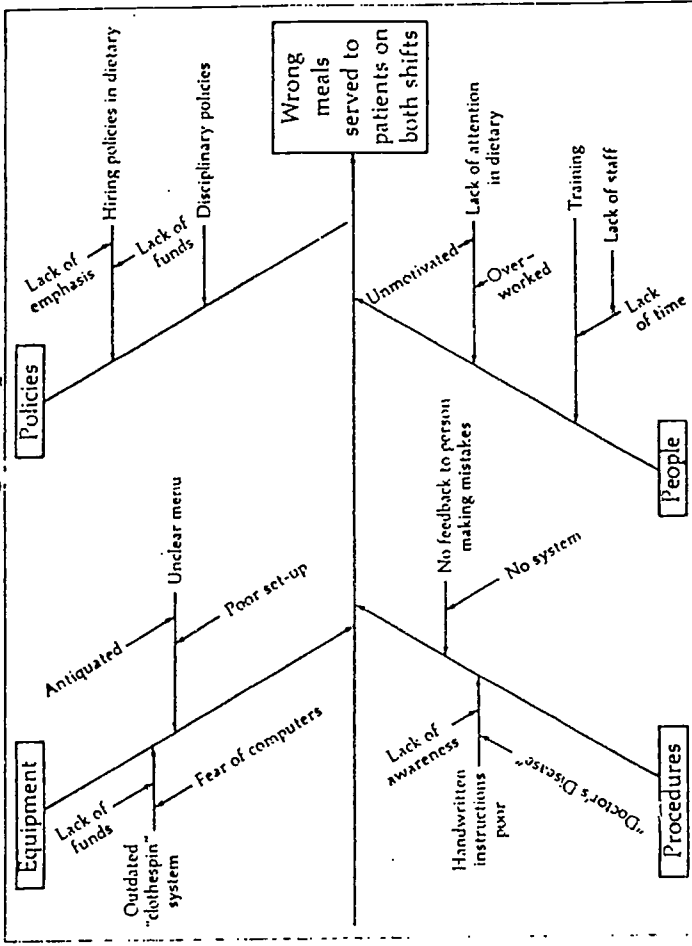 Equipment
Antiquated
Unclear menu
Poor set-up
Lack of
funds
Outdated
"clothespin"
system
Fear of computers
Policies
Lack of
emphasis
Hiring policies in dietary
Lack of
funds
Disciplinary policies
Wrong
meals
served to
patients on
both shifts
Procedures
No feedback to person
making mistakes
No system
Lack of
awareness
Handwritten
instructions
poor
"Doctor's Disease"
People
Unmotivated
Lack of attention
in dietary
Over-
worked
Training
Lack
of time
Lack of staff